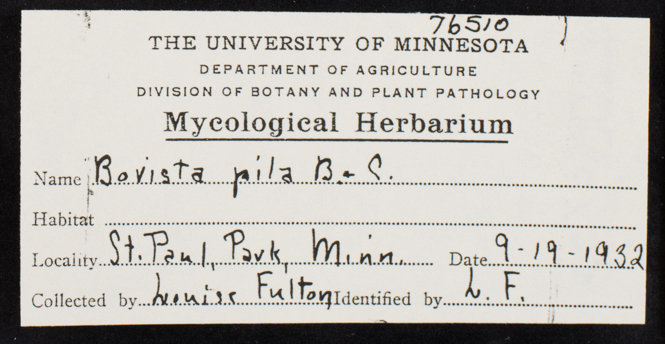 76510
THE UNIVERSITY OF MINNESOTA
DEPARTMENT OF AGRICULTURE
DIVISION OF BOTANY AND PLANT PATHOLOGY
Mycological Herbarium
Name Bovista pila B. & C.
Habitat
Locality St. Paul, Park, Minn. Date 9-19-1932
Collected by Louise Fulton Identified by L. F.